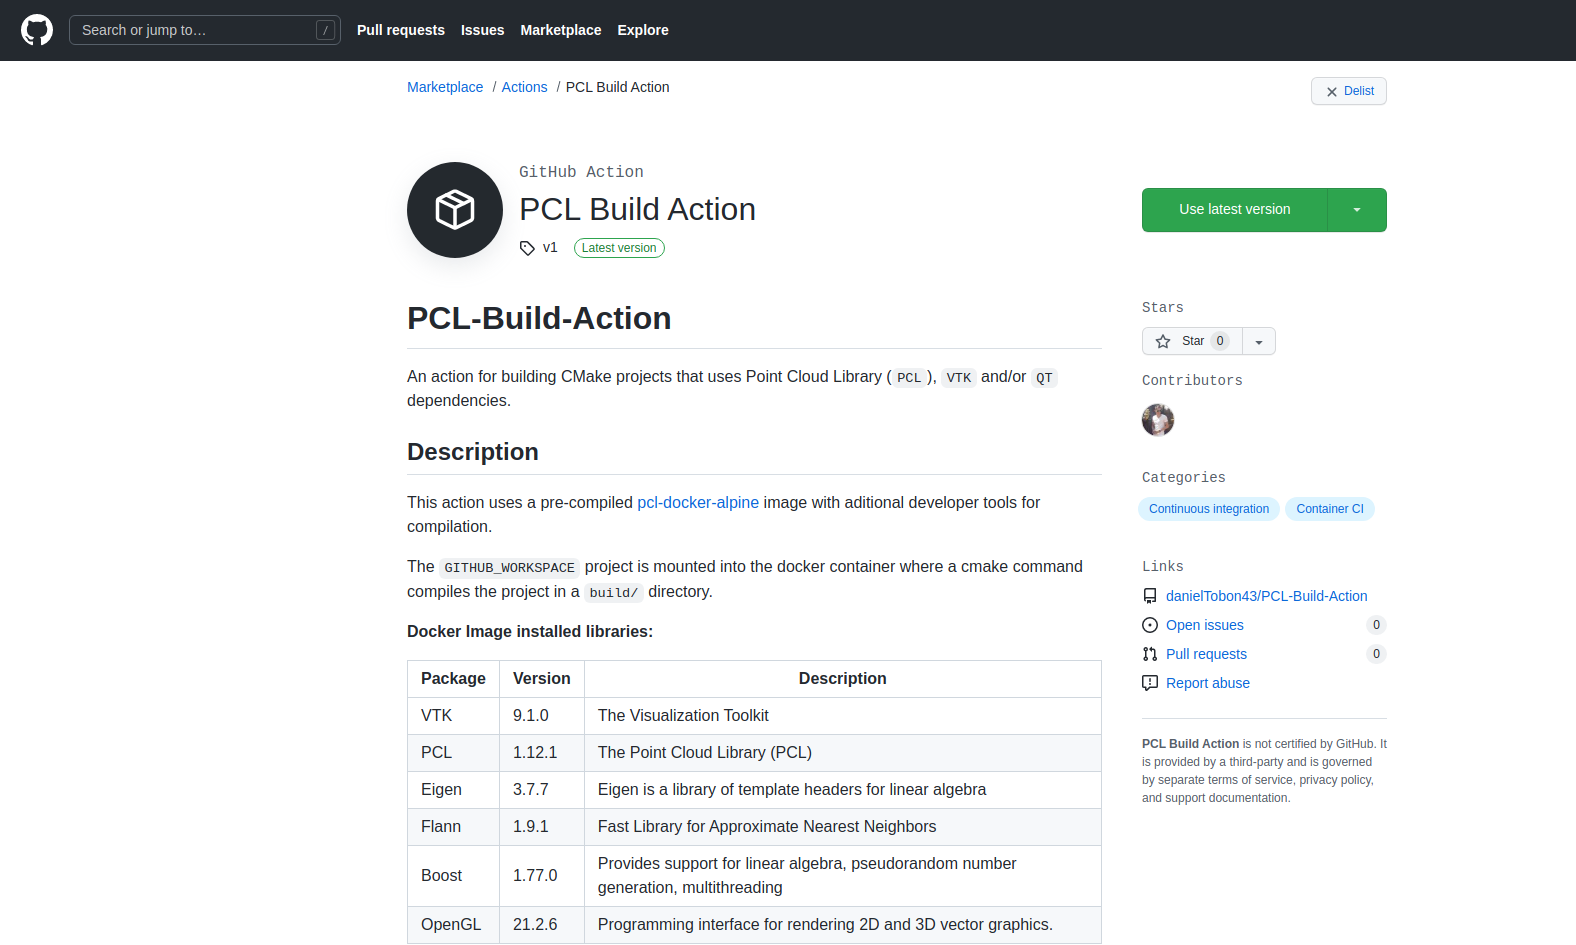 Search or jump to…
/
Pull requests Issues Marketplace Explore
Marketplace / Actions / PCL Build Action
Delist
GitHub Action
PCL Build Action
v1 Latest version
Use latest version
PCL-Build-Action
An action for building CMake projects that uses Point Cloud Library ( PCL ), VTK and/or QT
dependencies.
Description
This action uses a pre-compiled pcl-docker-alpine image with aditional developer tools for
compilation.
The GITHUB_WORKSPACE project is mounted into the docker container where a cmake command
compiles the project in a build/ directory.
Docker Image installed libraries:
Package Version Description
VTK 9.1.0 The Visualization Toolkit
PCL 1.12.1 The Point Cloud Library (PCL)
Eigen 3.7.7 Eigen is a library of template headers for linear algebra
Flann 1.9.1 Fast Library for Approximate Nearest Neighbors
Boost 1.77.0 Provides support for linear algebra, pseudorandom number
generation, multithreading
OpenGL 21.2.6 Programming interface for rendering 2D and 3D vector graphics.
Stars
Star 0
Contributors
Categories
Continuous integration Container CI
Links
danielTobon43/PCL-Build-Action
Open issues 0
Pull requests 0
Report abuse
PCL Build Action is not certified by GitHub. It
is provided by a third-party and is governed
by separate terms of service, privacy policy,
and support documentation.